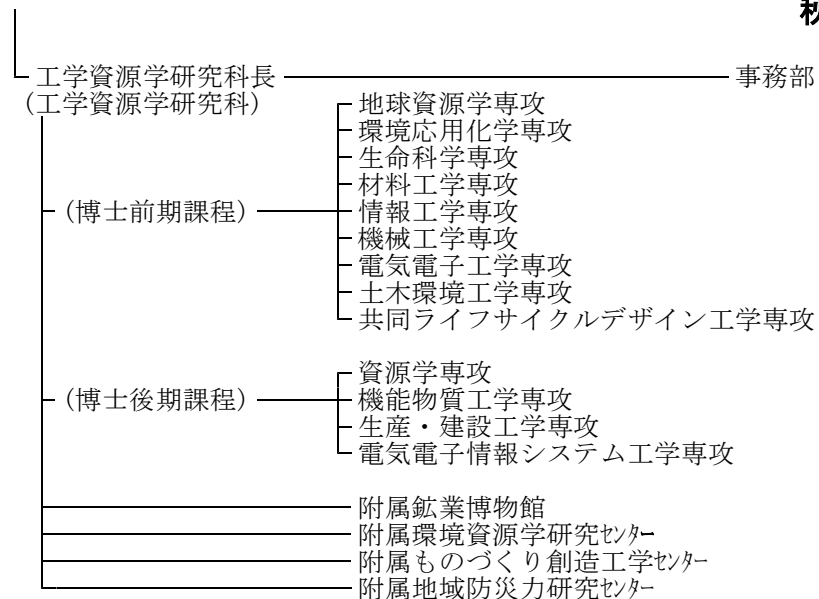 工学資源学研究科長 事務部
(工学資源学研究科)
地球資源学専攻
環境応用化学専攻
生命科学専攻
材料工学専攻
(博士前期課程) 情報工学専攻
機械工学専攻
電気電子工学専攻
土木環境工学専攻
共同ライフサイクルデザイン工学専攻
資源学専攻
(博士後期課程) 機能物質工学専攻
生産・建設工学専攻
電気電子情報システム工学専攻
附属鉱業博物館
附属環境資源学研究ｾﾝﾀｰ
附属ものづくり創造工学ｾﾝﾀｰ
附属地域防災力研究ｾﾝﾀｰ